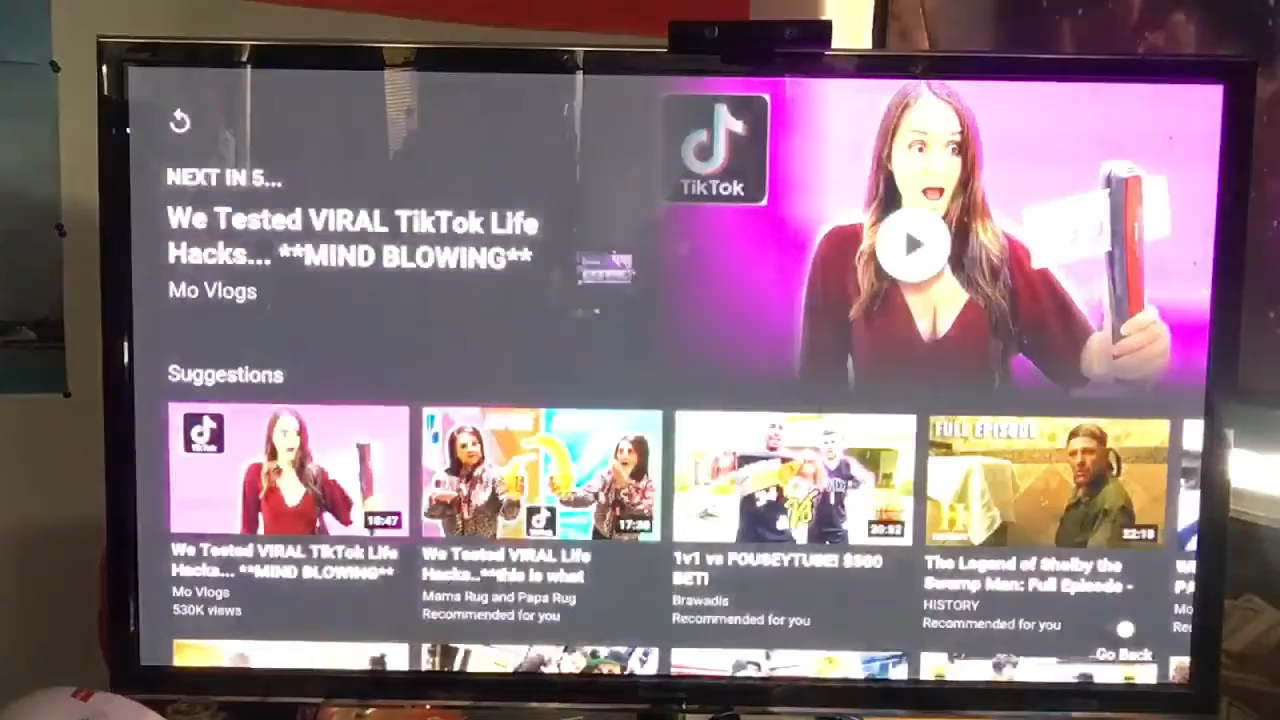 TikTok
NEXT IN 5...
We Tested VIRAL TikTok Life
Hacks... **MIND BLOWING**
Mo Vlogs
Suggestions
TikTok
18:47
17:38
20:52
FULL EPISODE
H
22:18
We Tested VIRAL TikTok Life
Hacks... **MIND BLOWING**
Mo Vlogs
530K views
We Tested VIRAL Life
Hacks..**this is what
Mama Rug and Papa Rug
Recommended for you
1v1 vs FOUSEYTUBE! $500
BET!
Brawadis
Recommended for you
The Legend of Shelby the
Swamp Man: Full Episode -
HISTORY
Recommended for you
Mo
Go Back